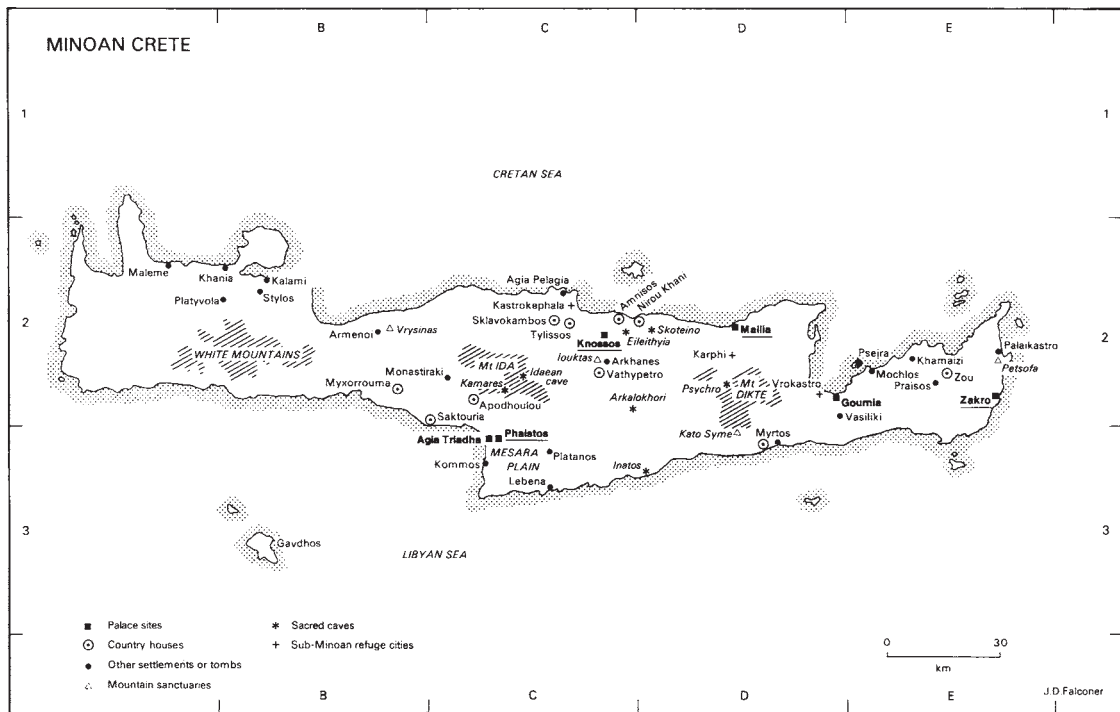 B
C
D
E
MINOAN CRETE
1
1
CRETAN SEA
Maleme
Khania
Kalami
Platyvola
Stylos
Agia Pelagia
Amnisos
Nirou Khani
Kastrokephala
Sklavokambos
Tylissos
Knossos
Eileithyia
Skoteino
Mallia
2
2
Armenoi
Vrysinas
WHITE MOUNTAINS
Mt IDA
Iouktas
Arkhanes
Vathypetro
Karphi
Pseira
Khamaizi
Palaikastro
Petsofa
Monastiraki
Kamares
Idaean
cave
Mochlos
Praisos
Zou
Myxorrouma
Apodhoulou
Arkalokhori
Psychro
Mt
DIKTE
Vrokastro
Gournia
Zakro
Saktouria
Vasiliki
Agia Triadha
Phaistos
Kato Syme
Myrtos
MESARA
PLAIN
Platanos
Kommos
Inatos
Lebena
3
3
Gavdhos
LIBYAN SEA
Palace sites
Sacred caves
Country houses
Sub-Minoan refuge cities
Other settlements or tombs
Mountain sanctuaries
0
30
km
B
C
D
E
J.D.Falconer